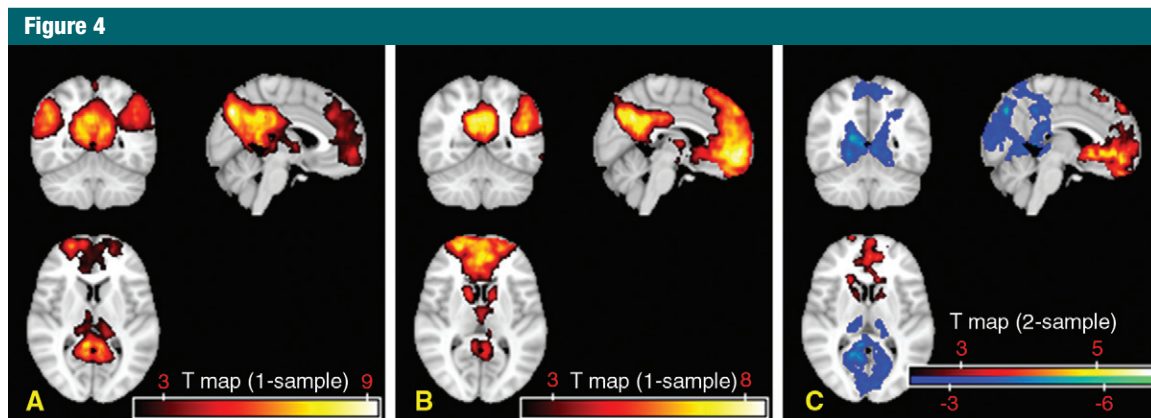 Figure 4
3 T map (1-sample) 9
A
3 T map (1-sample) 8
B
T map (2-sample)
3 5
-3 -6
C